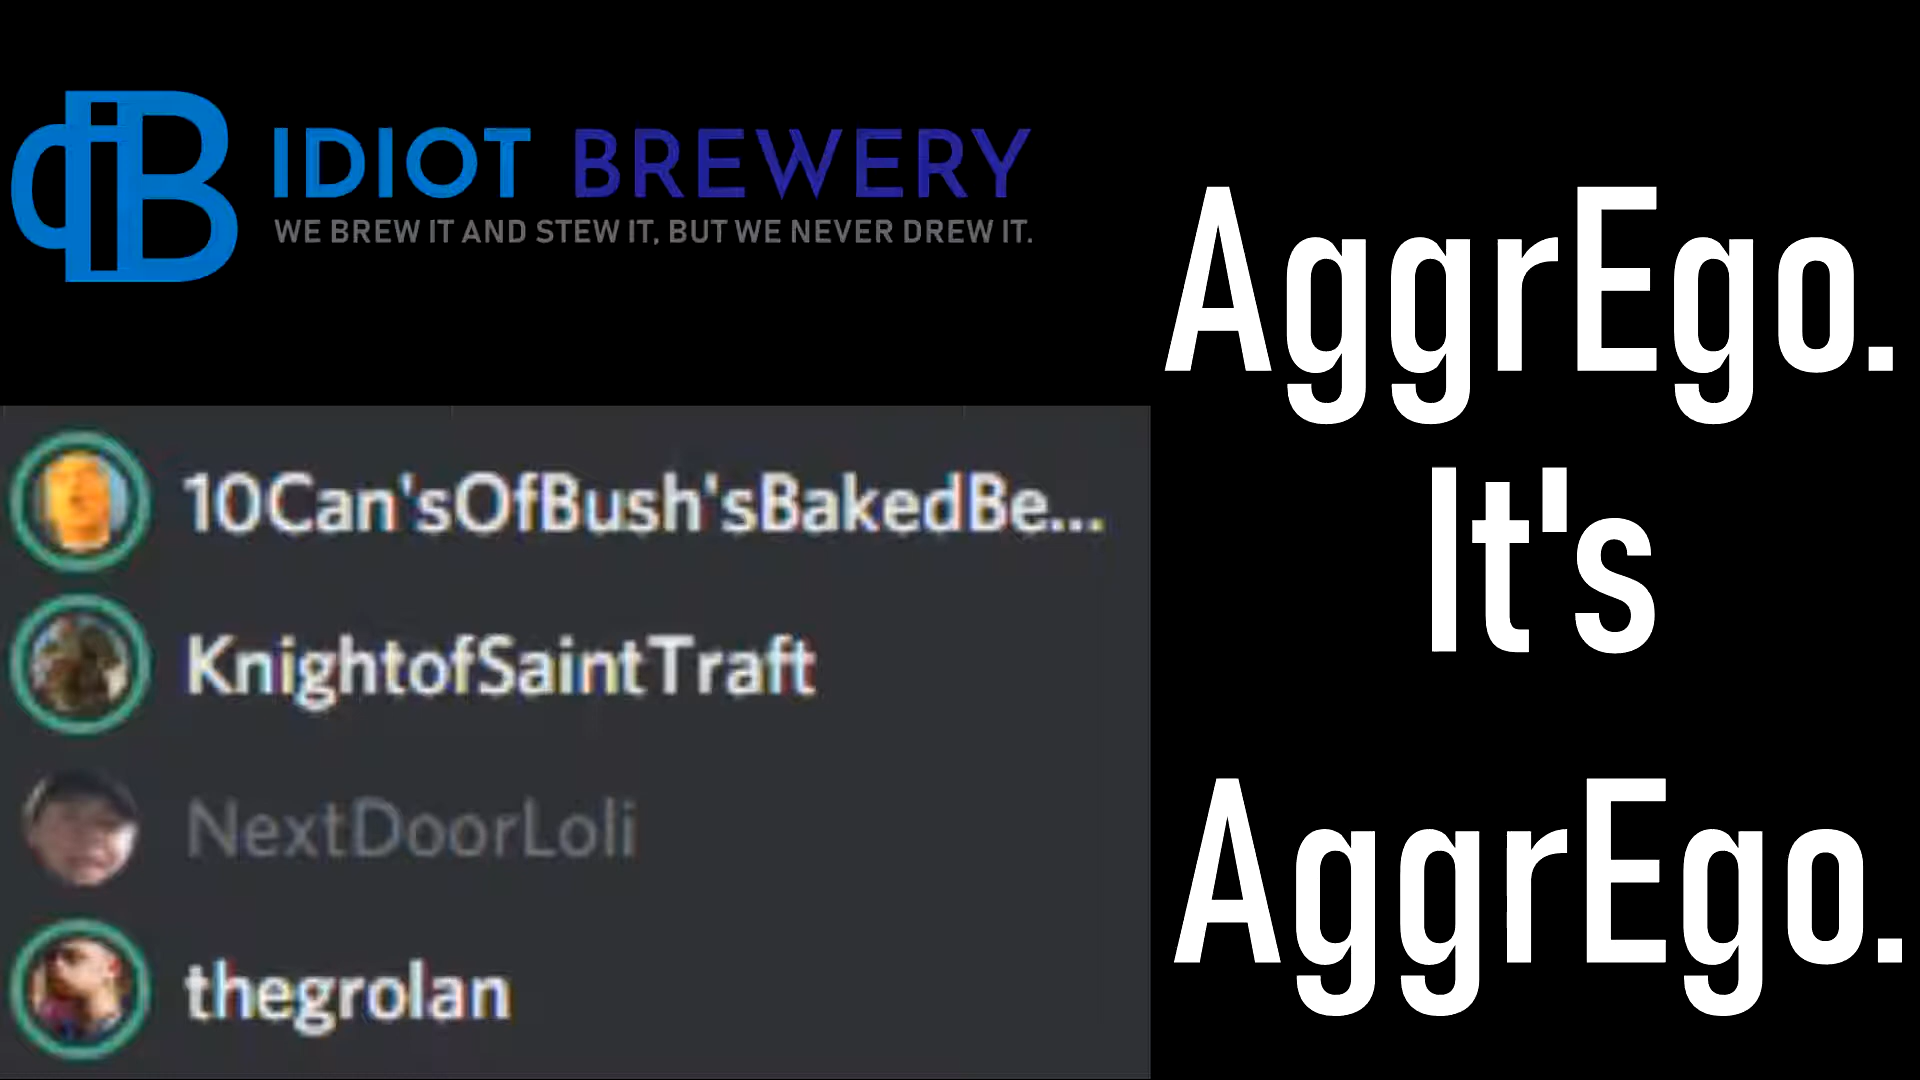 IDIOT BREWERY
WE BREW IT AND STEW IT, BUT WE NEVER DREW IT.
10Can'sOfBush'sBakedBe...
KnightofSaintTraft
NextDoorLoli
thegrolan
AggrEgo.
It's
AggrEgo.